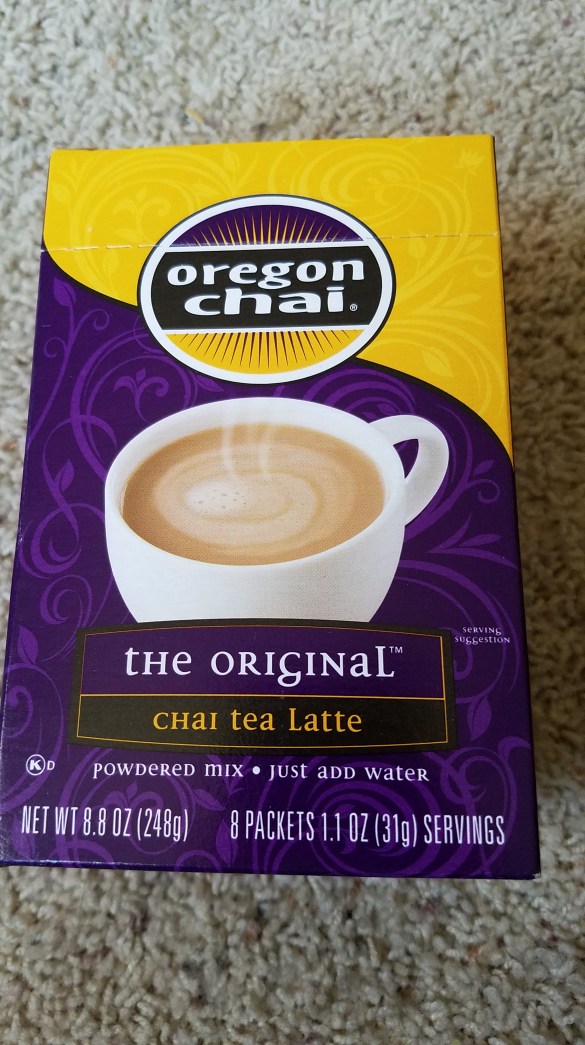 oregon
chai®
SERVING
SUGGESTION
THE ORIGINAL™
CHAI tea Latte
K D
POWDERED mIX • JUST ADD water
NET WT 8.8 OZ (248g) 8 PACKETS 1.1 OZ (31g) SERVINGS